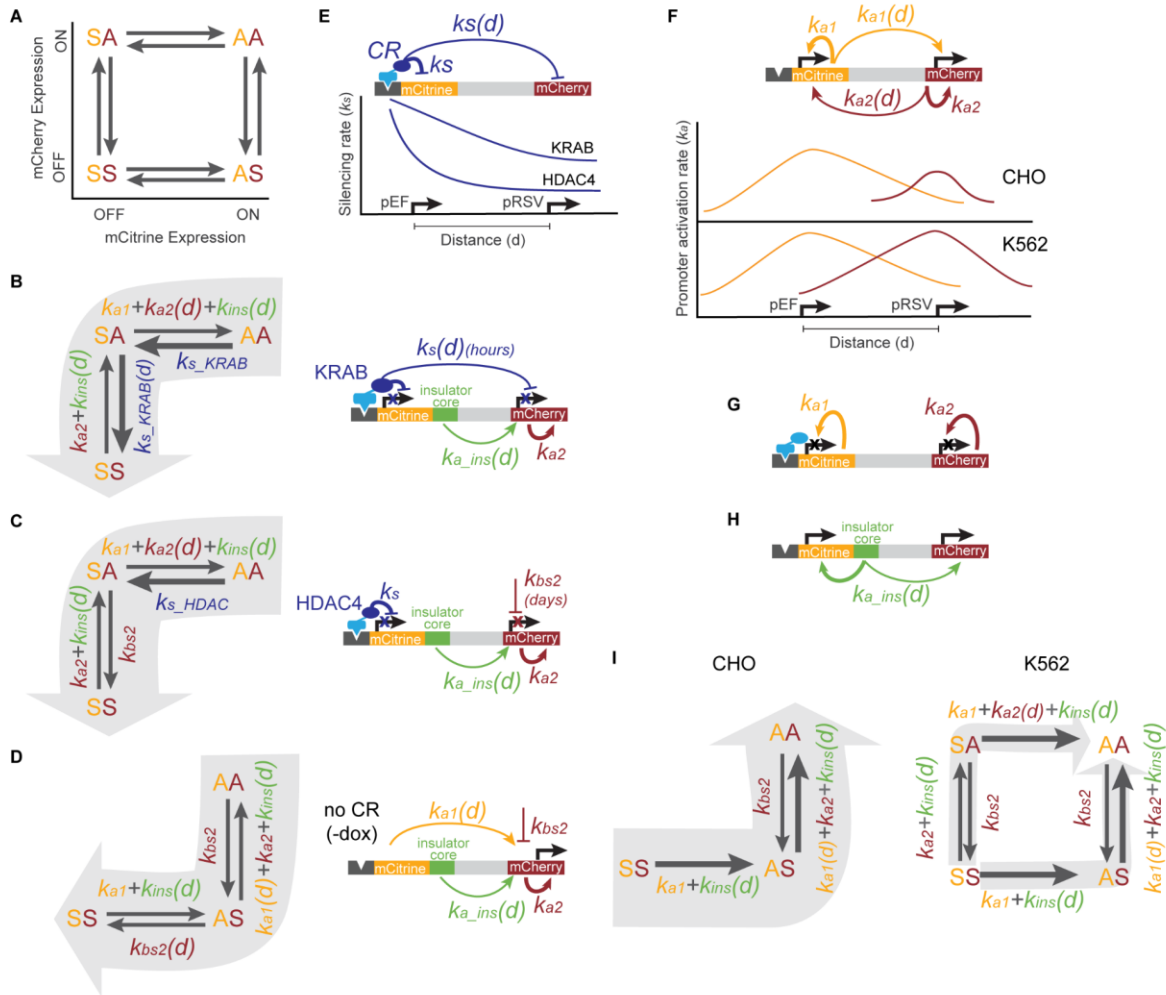 A
mCherry Expression
ON
OFF
SA
AA
SS
AS
OFF
ON
mCitrine Expression
B
ka1+ka2(d)+kins(d)
SA
AA
ks_KRAB
ka2+kins(d)
ks_KRAB(d)
SS
ks(d)(hours)
KRAB
insulator
core
mCitrine
mCherry
ka_ins(d)
ka2
C
ka1+ka2(d)+kins(d)
SA
AA
ks_HDAC
ka2+kins(d)
kbs2
SS
HDAC4
ks
kbs2
(days)
insulator
core
mCitrine
mCherry
ka_ins(d)
ka2
D
AA
kbs2
ka1(d)+ka2+kins(d)
ka1+kins(d)
SS
AS
kbs2(d)
no CR
(-dox)
ka1(d)
kbs2
insulator
core
mCitrine
mCherry
ka_ins(d)
ka2
E
ks(d)
CR
ks
mCitrine
mCherry
Silencing rate (ks)
KRAB
HDAC4
pEF
pRSV
Distance (d)
F
ka1
ka1(d)
mCitrine
mCherry
ka2(d)
ka2
Promoter activation rate (ka)
CHO
K562
pEF
pRSV
Distance (d)
G
ka1
ka2
mCitrine
mCherry
H
insulator
core
mCitrine
mCherry
ka_ins(d)
I
CHO
AA
kbs2
ka1(d)+ka2+kins(d)
SS
AS
ka1+kins(d)
K562
ka1+ka2(d)+kins(d)
SA
AA
ka2+kins(d)
kbs2
kbs2
ka1(d)+ka2+kins(d)
SS
AS
ka1+kins(d)